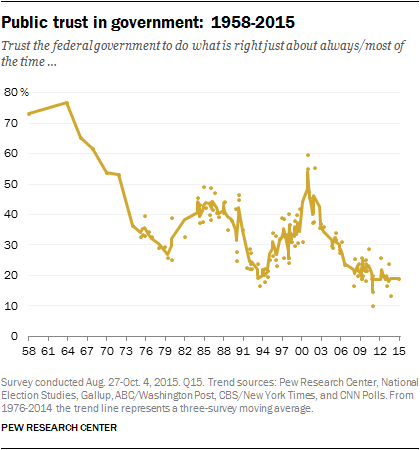 Public trust in government: 1958-2015
Trust the federal government to do what is right just about always/most of
the time ...
80 %
70
60
50
40
30
20
10
0
58 61 64 67 70 73 76 79 82 85 88 91 94 97 00 03 06 09 12 15
Survey conducted Aug. 27-Oct. 4, 2015. Q15. Trend sources: Pew Research Center, National
Election Studies, Gallup, ABC/Washington Post, CBS/New York Times, and CNN Polls. From
1976-2014 the trend line represents a three-survey moving average.
PEW RESEARCH CENTER